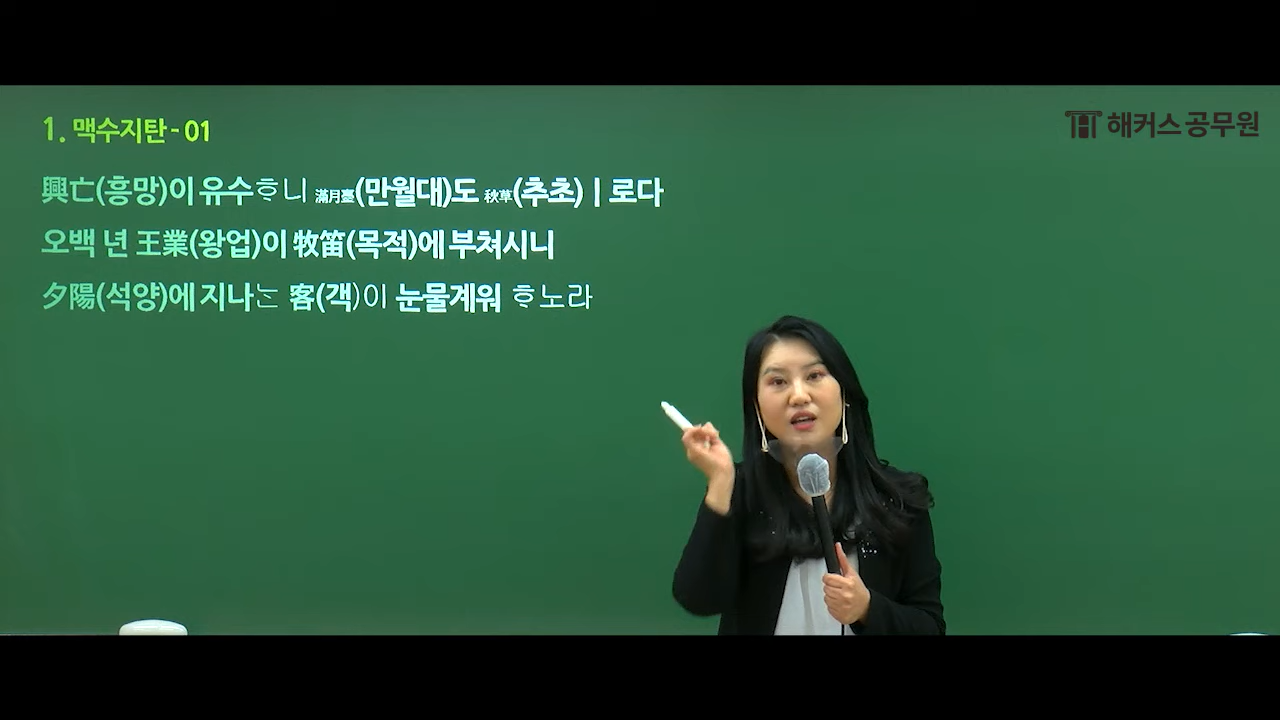 1. 맥수지탄 - 01
해커스 공무원
興亡(흥망)이 유수ᄒᆞ니 滿月臺(만월대)도 秋草(추초)ㅣ로다
오백 년 王業(왕업)이 牧笛(목적)에 부쳐시니
夕陽(석양)에 지나ᄂᆞᆫ 客(객)이 눈물계워 ᄒᆞ노라